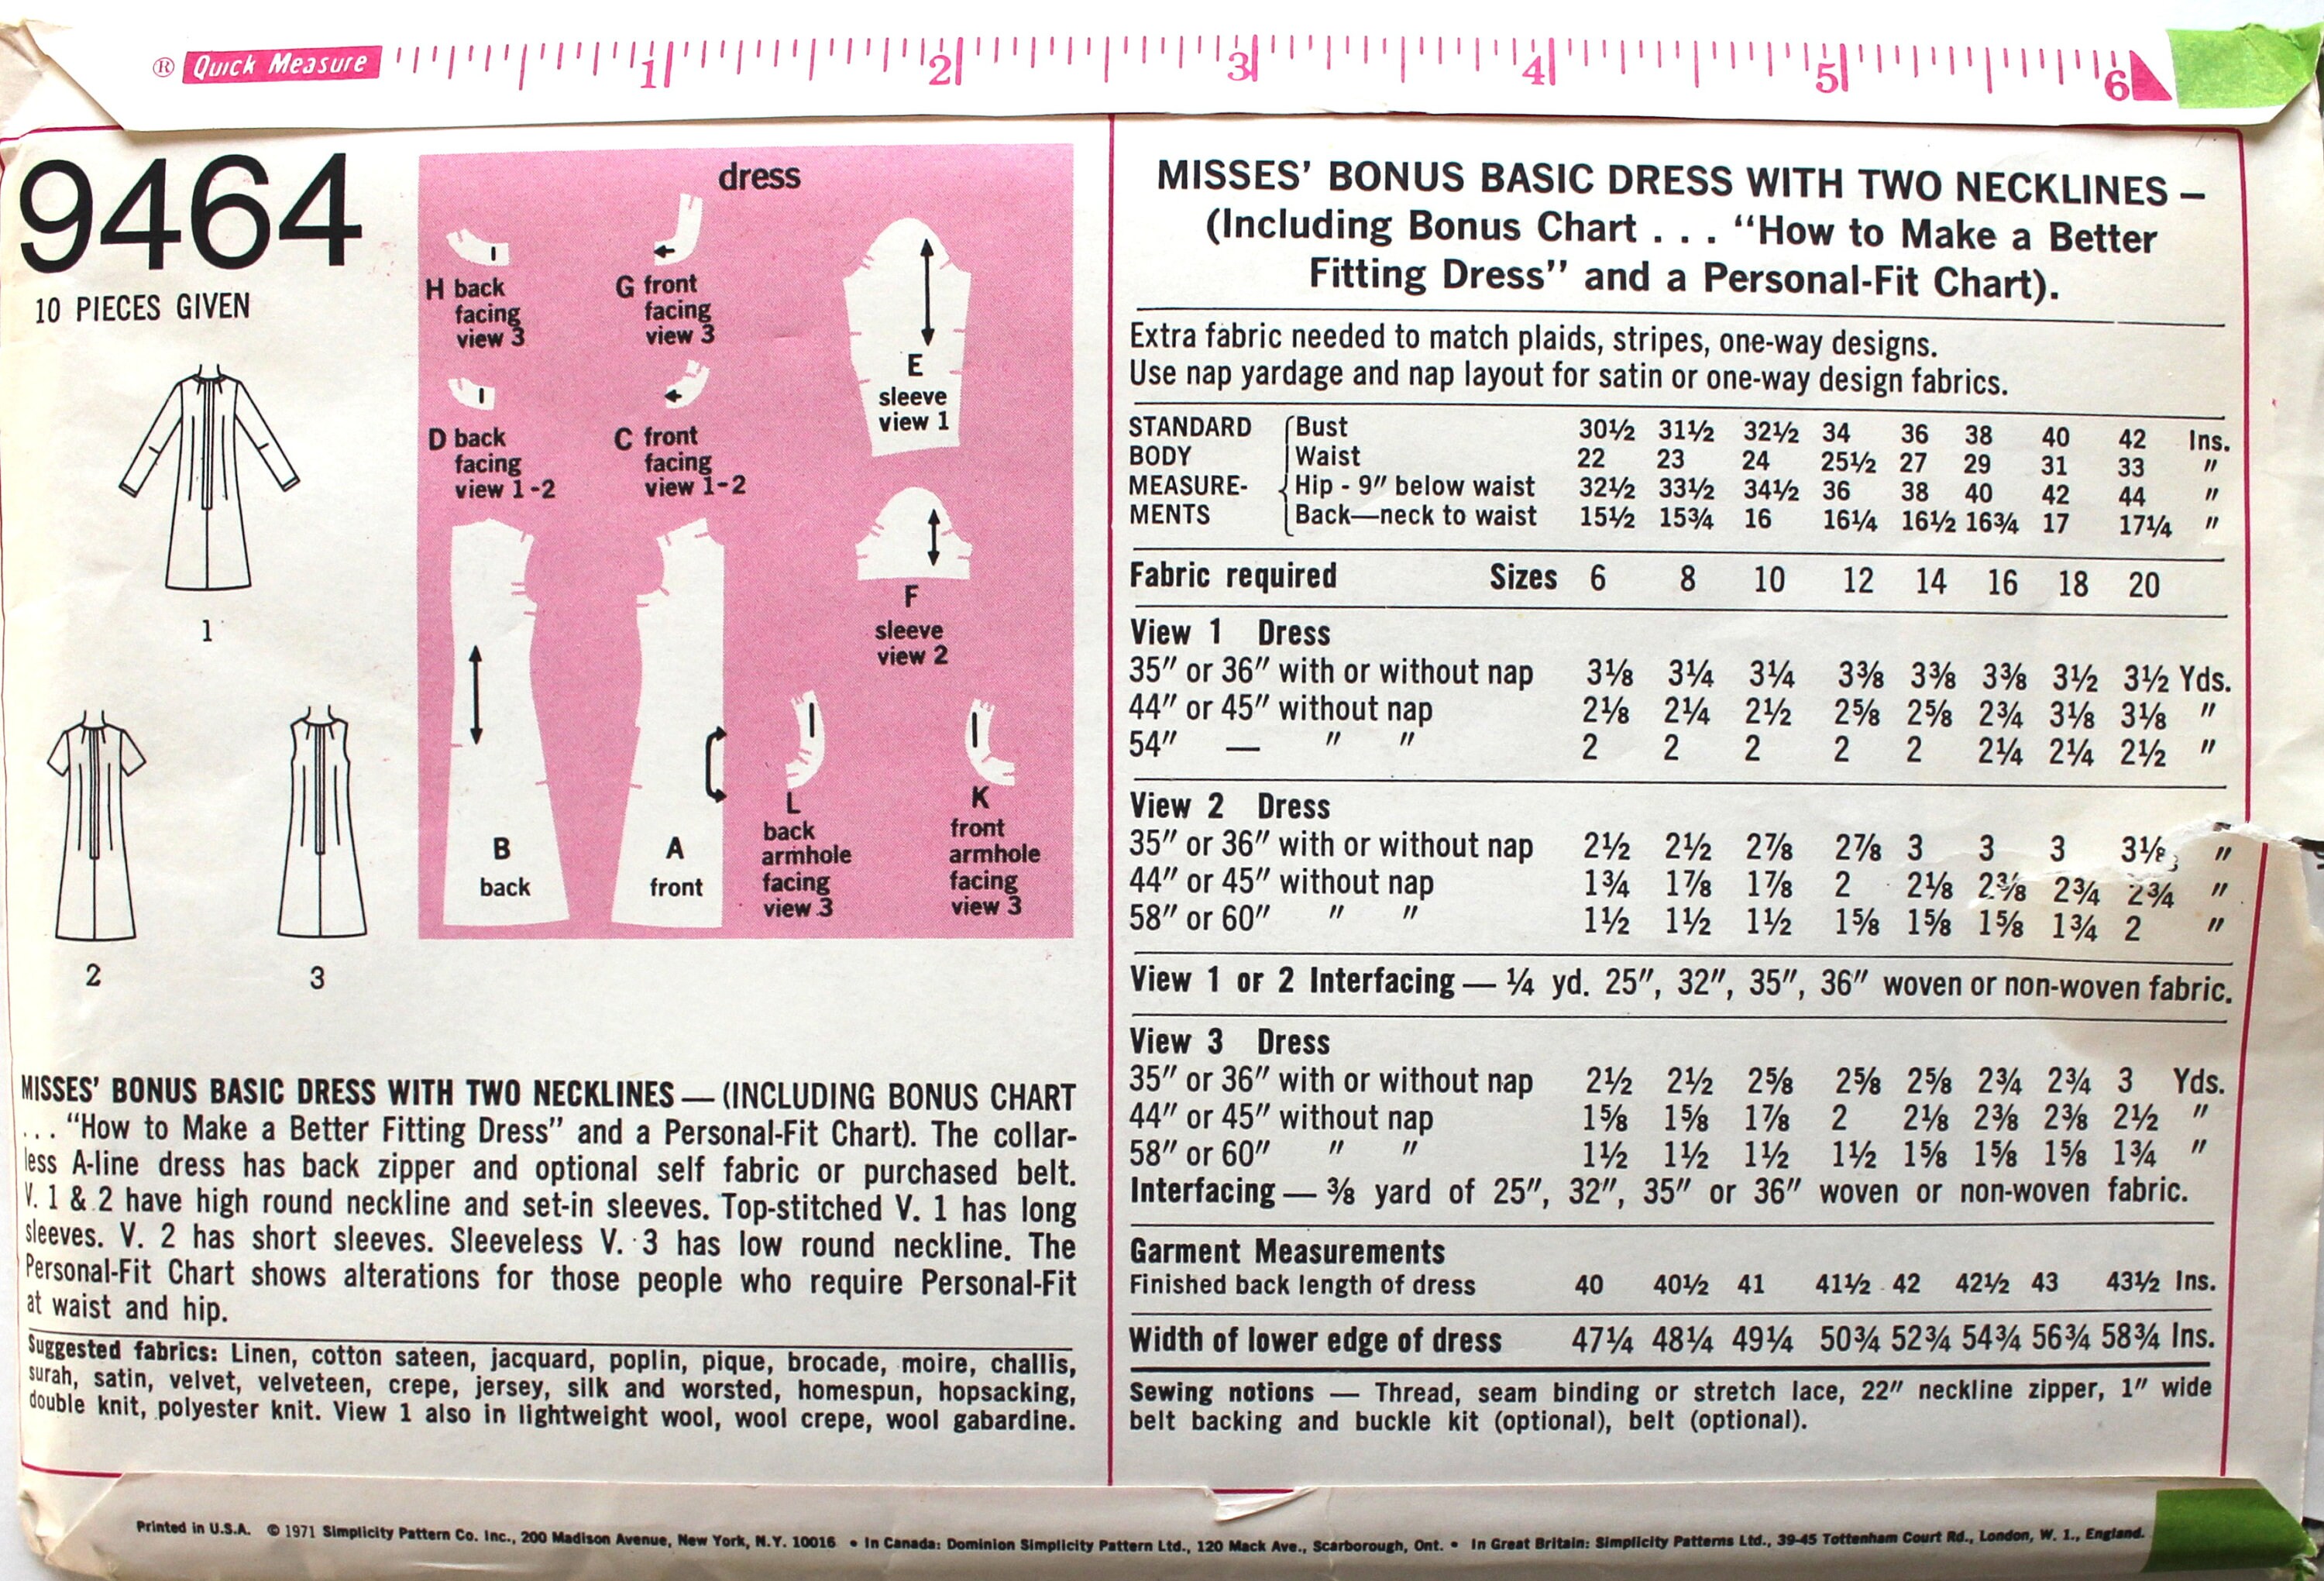 ® Quick Measure 1 2 3 4 5 6
9464
10 PIECES GIVEN
1
2 3
dress
H back
facing
view 3
G front
facing
view 3
E
sleeve
view 1
D back
facing
view 1-2
C front
facing
view 1-2
F
sleeve
view 2
B
back
A
front
L
back
armhole
facing
view 3
K
front
armhole
facing
view 3
MISSES' BONUS BASIC DRESS WITH TWO NECKLINES — (INCLUDING BONUS CHART
... "How to Make a Better Fitting Dress" and a Personal-Fit Chart). The collar-
less A-line dress has back zipper and optional self fabric or purchased belt.
V. 1 & 2 have high round neckline and set-in sleeves. Top-stitched V. 1 has long
sleeves. V. 2 has short sleeves. Sleeveless V. 3 has low round neckline. The
Personal-Fit Chart shows alterations for those people who require Personal-Fit
at waist and hip.
Suggested fabrics: Linen, cotton sateen, jacquard, poplin, pique, brocade, moire, challis,
surah, satin, velvet, velveteen, crepe, jersey, silk and worsted, homespun, hopsacking,
double knit, polyester knit. View 1 also in lightweight wool, wool crepe, wool gabardine.
MISSES' BONUS BASIC DRESS WITH TWO NECKLINES —
(Including Bonus Chart . . . "How to Make a Better
Fitting Dress" and a Personal-Fit Chart).
Extra fabric needed to match plaids, stripes, one-way designs.
Use nap yardage and nap layout for satin or one-way design fabrics.
STANDARD Bust 30½ 31½ 32½ 34 36 38 40 42 Ins.
BODY Waist 22 23 24 25½ 27 29 31 33 "
MEASURE- Hip - 9" below waist 32½ 33½ 34½ 36 38 40 42 44 "
MENTS Back—neck to waist 15½ 15¾ 16 16¼ 16½ 16¾ 17 17¼ "
Fabric required Sizes 6 8 10 12 14 16 18 20
View 1 Dress
35" or 36" with or without nap 3⅛ 3¼ 3¼ 3⅜ 3⅜ 3⅜ 3½ 3½ Yds.
44" or 45" without nap 2⅛ 2¼ 2½ 2⅝ 2⅝ 2¾ 3⅛ 3⅛ "
54" — " " 2 2 2 2 2 2¼ 2¼ 2½ "
View 2 Dress
35" or 36" with or without nap 2½ 2½ 2⅞ 2⅞ 3 3 3 3⅛ "
44" or 45" without nap 1¾ 1⅞ 1⅞ 2 2⅛ 2⅜ 2¾ 2¾ "
58" or 60" " " 1½ 1½ 1½ 1⅝ 1⅝ 1⅝ 1¾ 2 "
View 1 or 2 Interfacing — ¼ yd. 25", 32", 35", 36" woven or non-woven fabric.
View 3 Dress
35" or 36" with or without nap 2½ 2½ 2⅝ 2⅝ 2⅝ 2¾ 2¾ 3 Yds.
44" or 45" without nap 1⅝ 1⅝ 1⅞ 2 2⅛ 2⅜ 2⅜ 2½ "
58" or 60" " " 1½ 1½ 1½ 1½ 1⅝ 1⅝ 1⅝ 1¾ "
Interfacing — ⅜ yard of 25", 32", 35" or 36" woven or non-woven fabric.
Garment Measurements
Finished back length of dress 40 40½ 41 41½ 42 42½ 43 43½ Ins.
Width of lower edge of dress 47¼ 48¼ 49¼ 50¾ 52¾ 54¾ 56¾ 58¾ Ins.
Sewing notions — Thread, seam binding or stretch lace, 22" neckline zipper, 1" wide
belt backing and buckle kit (optional), belt (optional).
Printed in U.S.A. © 1971 Simplicity Pattern Co. Inc., 200 Madison Avenue, New York, N.Y. 10016 • In Canada: Dominion Simplicity Pattern Ltd., 120 Mack Ave., Scarborough, Ont. • In Great Britain: Simplicity Patterns Ltd., 39-45 Tottenham Court Rd., London, W. 1., England.